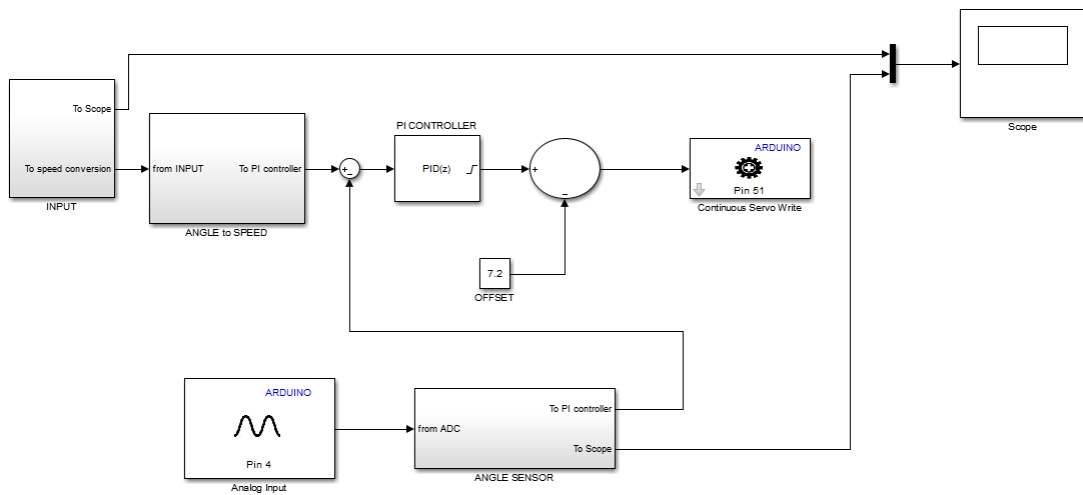 To Scope
To speed conversion
INPUT
from INPUT
To PI controller
ANGLE to SPEED
PI CONTROLLER
PID(z)
ARDUINO
Pin 51
Continuous Servo Write
Scope
7.2
OFFSET
ARDUINO
Pin 4
Analog Input
from ADC
To PI controller
To Scope
ANGLE SENSOR